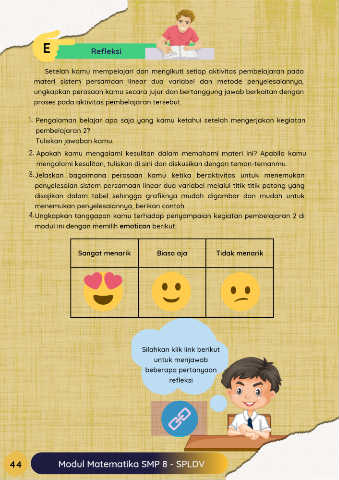 E
Refleksi
Setelah kamu mempelajari dan mengikuti setiap aktivitas pembelajaran pada
materi sistem persamaan linear dua variabel dan metode penyelesaiannya,
ungkapkan perasaan kamu secara jujur dan bertanggung jawab berkaitan dengan
proses pada aktivitas pembelajaran tersebut.
1. Pengalaman belajar apa saja yang kamu ketahui setelah mengerjakan kegiatan
pembelajaran 2?
Tuliskan jawaban kamu.
2. Apakah kamu mengalami kesulitan dalam memahami materi ini? Apabila kamu
mengalami kesulitan, tuliskan di sini dan diskusikan dengan teman-temanmu.
3. Jelaskan bagaimana perasaan kamu ketika beraktivitas untuk menemukan
penyelesaian sistem persamaan linear dua variabel melalui titik titik potong yang
disajikan dalam tabel sehingga grafiknya mudah digambar dan mudah untuk
menemukan penyelesaiannya, berikan contoh.
4. Ungkapkan tanggapan kamu terhadap penyampaian kegiatan pembelajaran 2 di
modul ini dengan memilih emoticon berikut:
Sangat menarik Biasa aja Tidak menarik
Silahkan klik link berikut
untuk menjawab
beberapa pertanyaan
refleksi
44 Modul Matematika SMP 8 - SPLDV